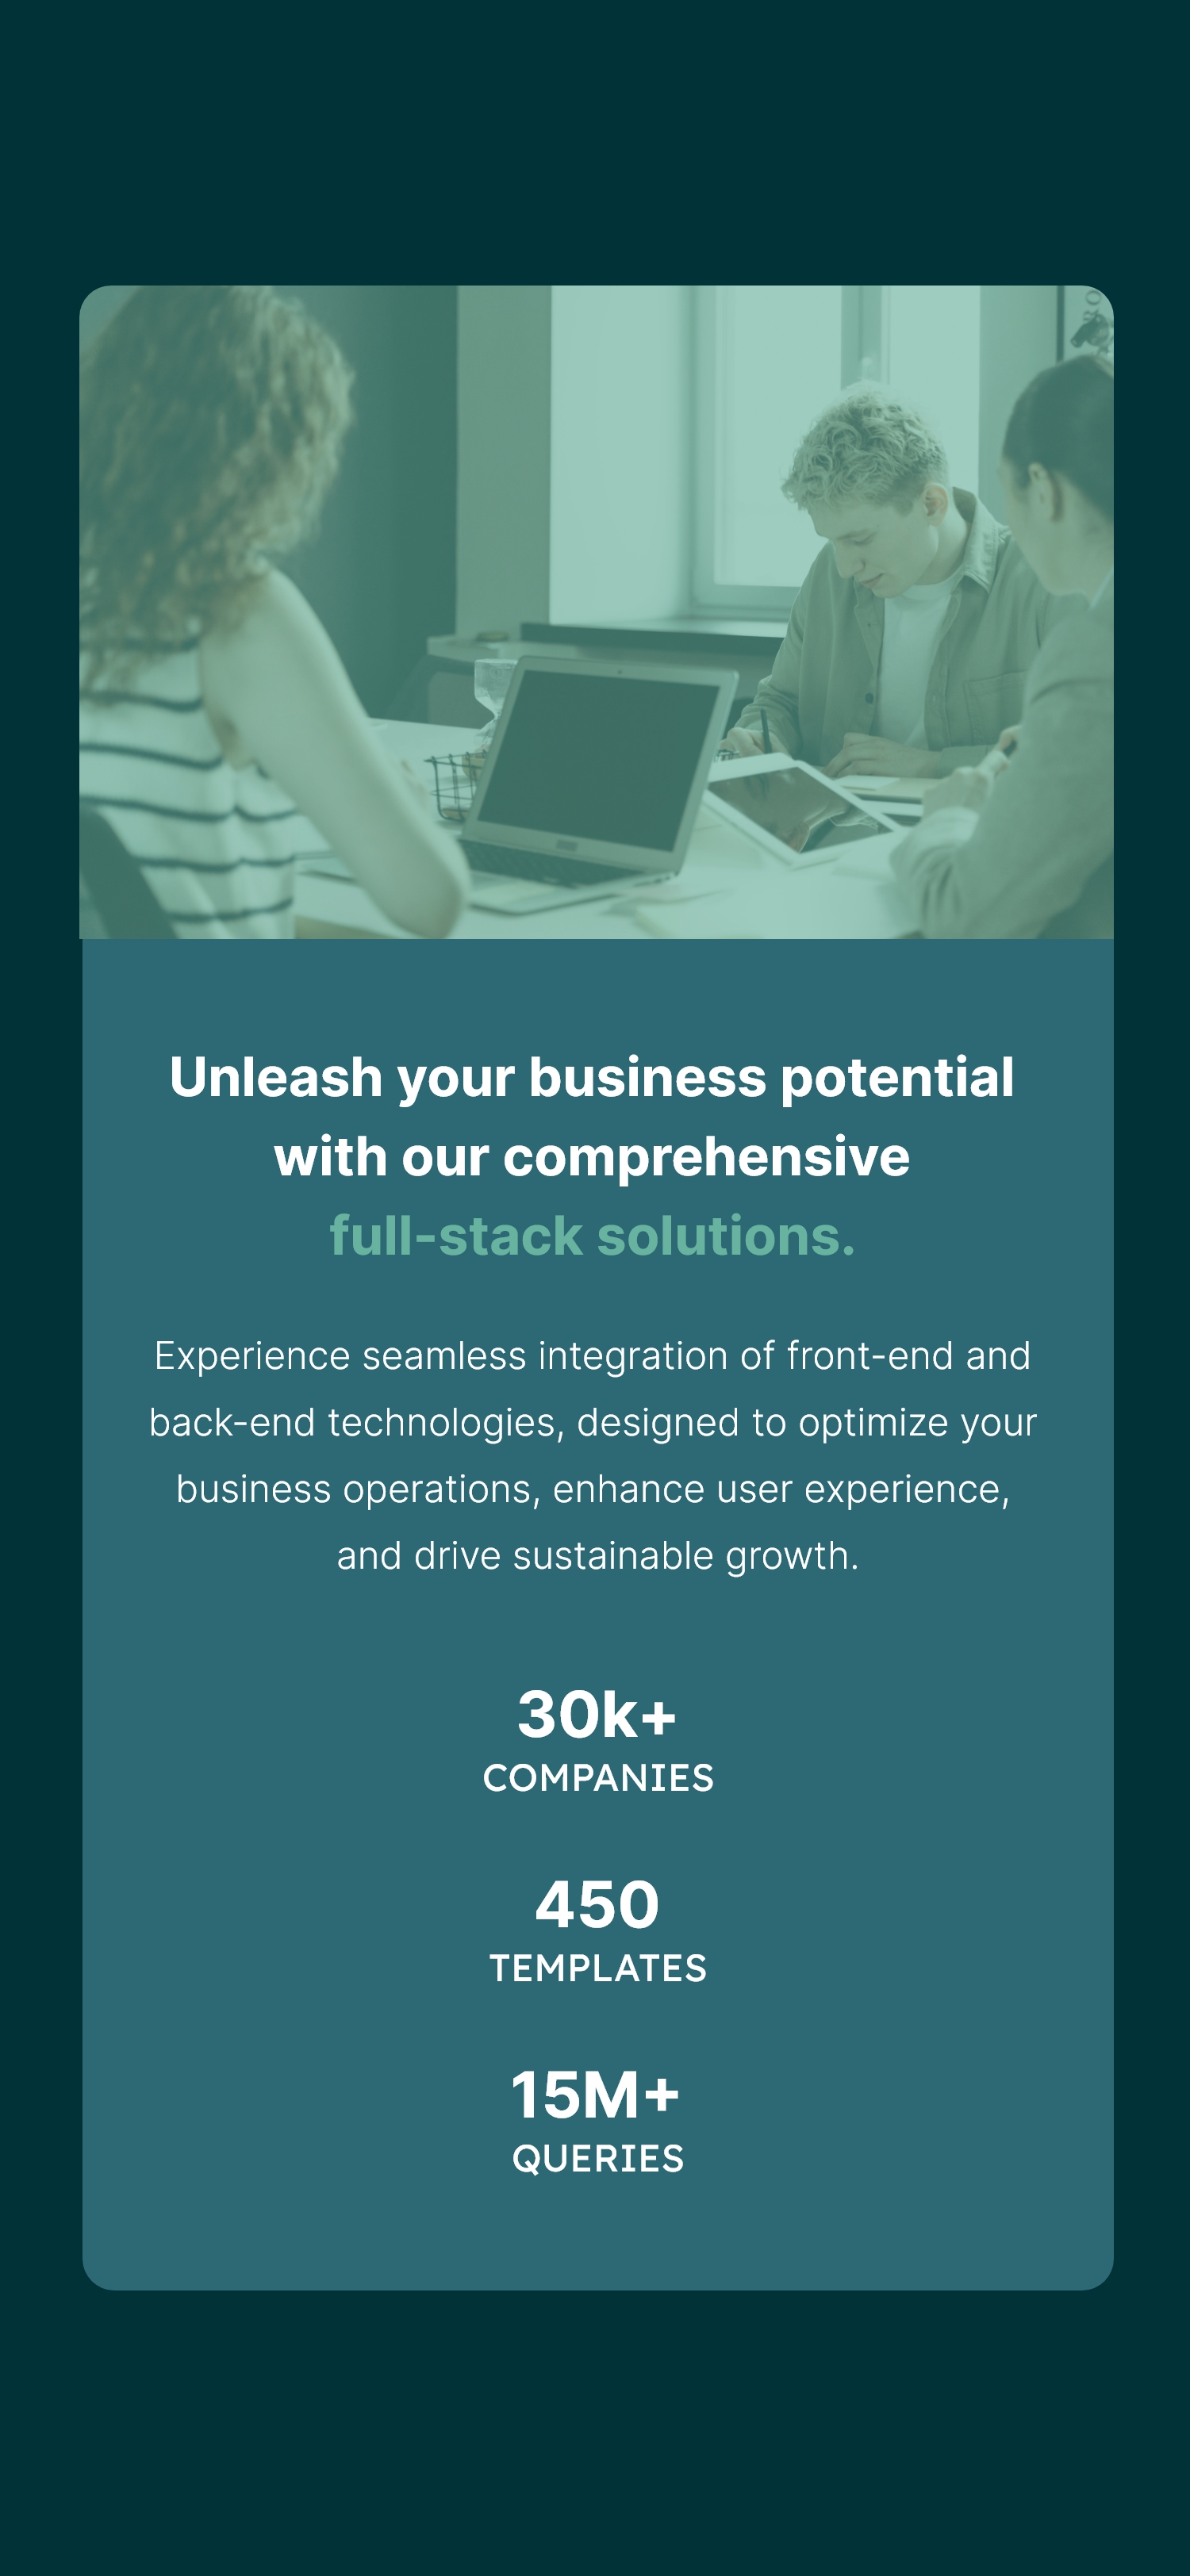 Unleash your business potential
with our comprehensive
full-stack solutions.
Experience seamless integration of front-end and
back-end technologies, designed to optimize your
business operations, enhance user experience,
and drive sustainable growth.
30k+
COMPANIES
450
TEMPLATES
15M+
QUERIES